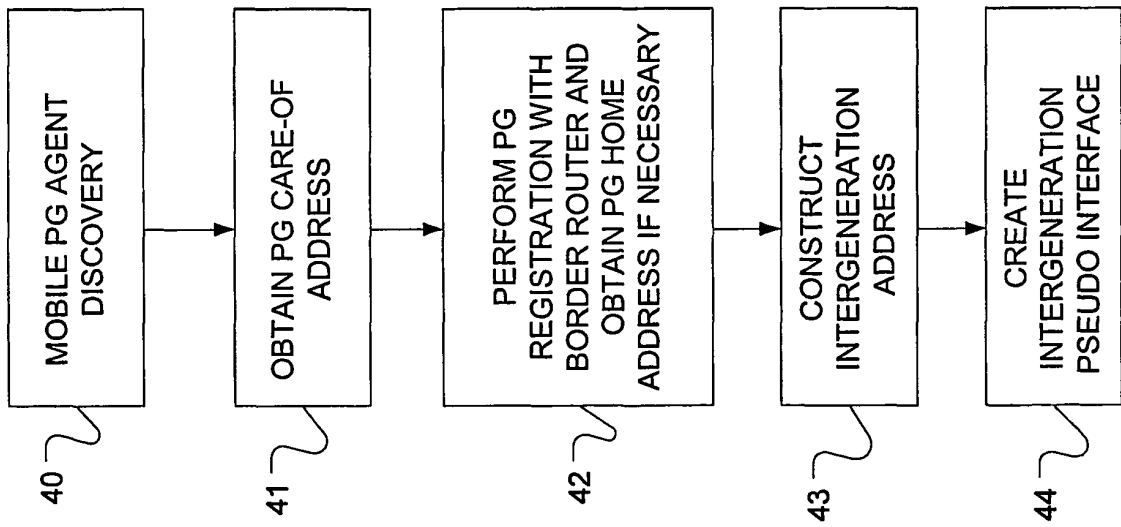 40
MOBILE PG AGENT
DISCOVERY
41
OBTAIN PG CARE-OF
ADDRESS
42
PERFORM PG
REGISTRATION WITH
BORDER ROUTER AND
OBTAIN PG HOME
ADDRESS IF NECESSARY
43
CONSTRUCT
INTERGENERATION
ADDRESS
44
CREATE
INTERGENERATION
PSEUDO INTERFACE